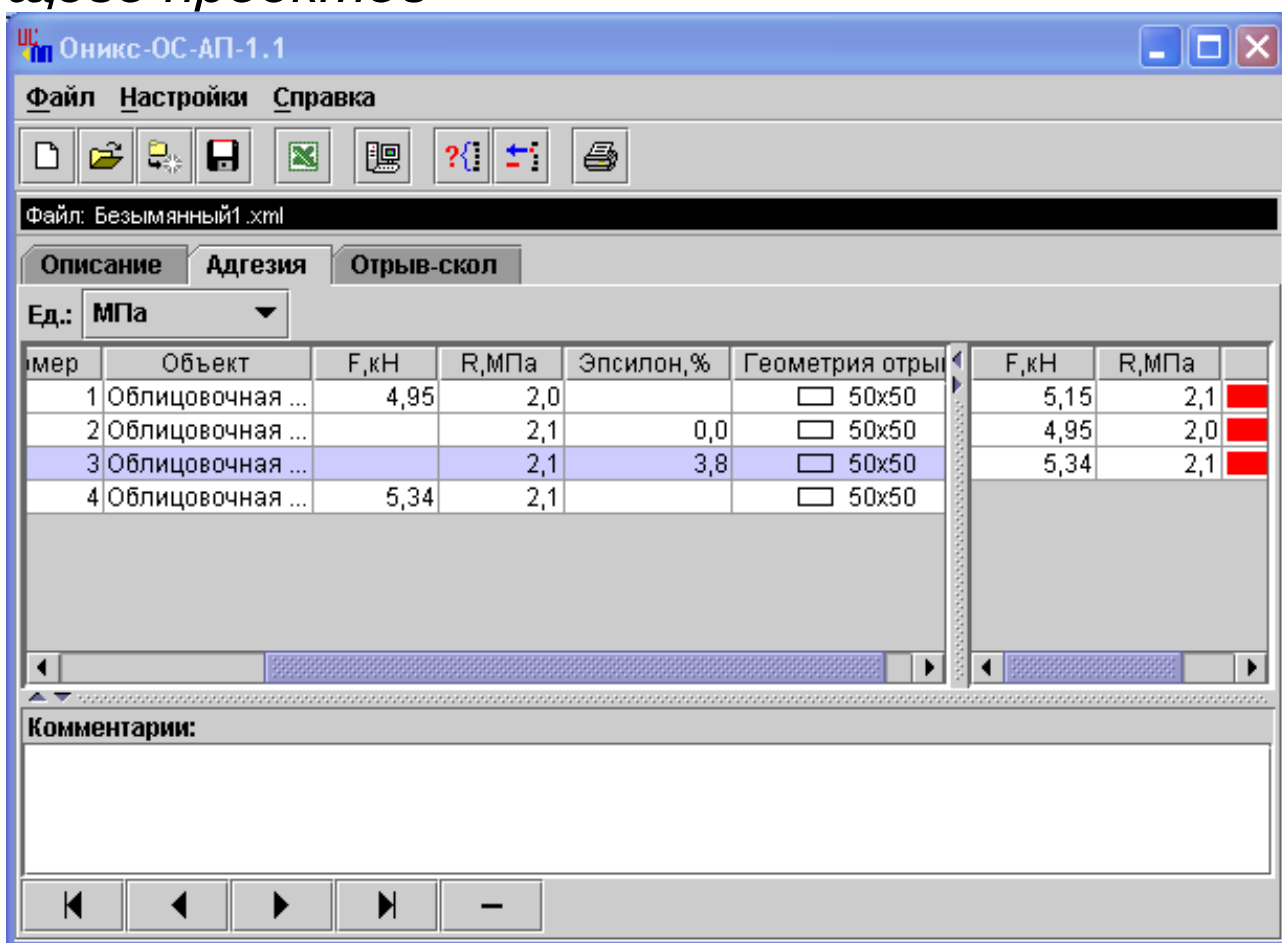 щего проектов
Оникс-ОС-АП-1.1
Файл Настройки Справка
Файл: Безымянный1.xml
Описание Адгезия Отрыв-скол
Ед.: МПа
мер Объект F,кН R,МПа Эпсилон,% Геометрия отры F,кН R,МПа
1 Облицовочная ... 4,95 2,0 50x50 5,15 2,1
2 Облицовочная ... 2,1 0,0 50x50 4,95 2,0
3 Облицовочная ... 2,1 3,8 50x50 5,34 2,1
4 Облицовочная ... 5,34 2,1 50x50
Комментарии: